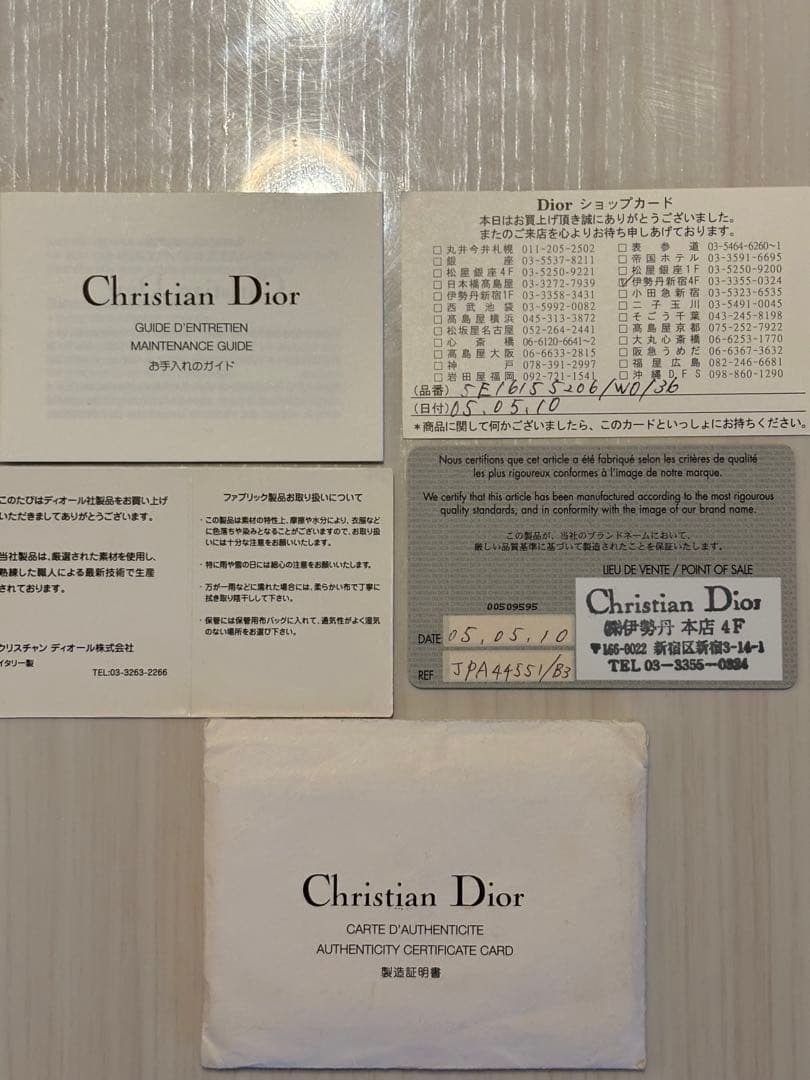 Christian Dior
GUIDE D'ENTRETIEN
MAINTENANCE GUIDE
お手入れのガイド
Dior ショップカード
本日はお買上げ頂き誠にありがとうございました。
またのご来店を心よりお待ち申しあげております。
□ 丸井今井札幌 011-205-2502
□ 銀座 03-5537-8211
□ 松屋銀座4F 03-5250-9221
□ 日本橋髙島屋 03-3272-7939
□ 伊勢丹新宿1F 03-3358-3431
□ 西武池袋 03-5992-0082
□ 髙島屋横浜 045-313-3872
□ 松坂屋名古屋 052-264-2441
□ 心斎橋 06-6120-6641~2
□ 髙島屋大阪 06-6633-2815
□ 神戸 078-391-2997
□ 岩田屋福岡 092-721-1541
□ 表参道 03-5464-6260~1
□ 帝国ホテル 03-3591-6695
□ 松屋銀座1F 03-5250-9200
☑ 伊勢丹新宿4F 03-3355-0324
□ 小田急新宿 03-5323-6535
□ 二子玉川 03-5491-0045
□ そごう千葉 043-245-8198
□ 髙島屋京都 075-252-7922
□ 大丸心斎橋 06-6253-1770
□ 阪急うめだ 06-6367-3632
□ 福屋広島 082-246-6681
□ 沖縄DFS 098-860-1290
(品番) 5E16155206/W0/36
(日付) 05.05.10
*商品に関して何かございましたら、このカードといっしょにお持ちください。
このたびはディオール社製品をお買い上げ
いただきましてありがとうございます。
当社製品は、厳選された素材を使用し、
熟練した職人による最新技術で生産
されております。
クリスチャン ディオール株式会社
イタリー製
TEL:03-3263-2266
ファブリック製品お取り扱いについて
・この製品は素材の特性上、摩擦や水分により、衣服など
に色落ちや染みとなることがございますので、お取り扱
いには十分な注意をお願いいたします。
・特に雨や雪の日には細心の注意をお願いいたします。
・万が一雨などに濡れた場合には、柔らかい布で丁寧に
拭き取り陰干しして下さい。
・保管には保管用布バッグに入れて、通気性がよく湿気
のない場所をお選び下さい。
Nous certifions que cet article a été fabriqué selon les critères de qualité
les plus rigoureux conformes à l'image de notre marque.
We certify that this article has been manufactured according to the most rigourous
quality standards, and in conformity with the image of our brand name.
この製品が、当社のブランドネームにおいて、
厳しい品質基準に基づいて製造されたことを保証いたします。
LIEU DE VENTE / POINT OF SALE
00509595
DATE 05.05.10
REF JPA44551/B3
Christian Dior
㈱伊勢丹 本店 4F
〒166-0022 新宿区新宿3-14-1
TEL 03-3355-0324
Christian Dior
CARTE D'AUTHENTICITE
AUTHENTICITY CERTIFICATE CARD
製造証明書